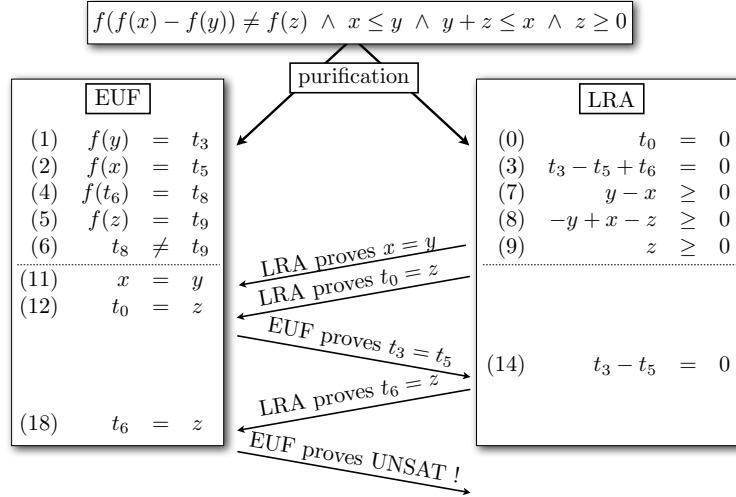 f(f(x) − f(y)) ≠ f(z) ∧ x ≤ y ∧ y + z ≤ x ∧ z ≥ 0
purification
EUF
(1) f(y) = t₃
(2) f(x) = t₅
(4) f(t₆) = t₈
(5) f(z) = t₉
(6) t₈ ≠ t₉
(11) x = y
(12) t₀ = z
(18) t₆ = z
LRA proves x = y
LRA proves t₀ = z
EUF proves t₃ = t₅
LRA proves t₆ = z
EUF proves UNSAT !
LRA
(0) t₀ = 0
(3) t₃ − t₅ + t₆ = 0
(7) y − x ≥ 0
(8) −y + x − z ≥ 0
(9) z ≥ 0
(14) t₃ − t₅ = 0